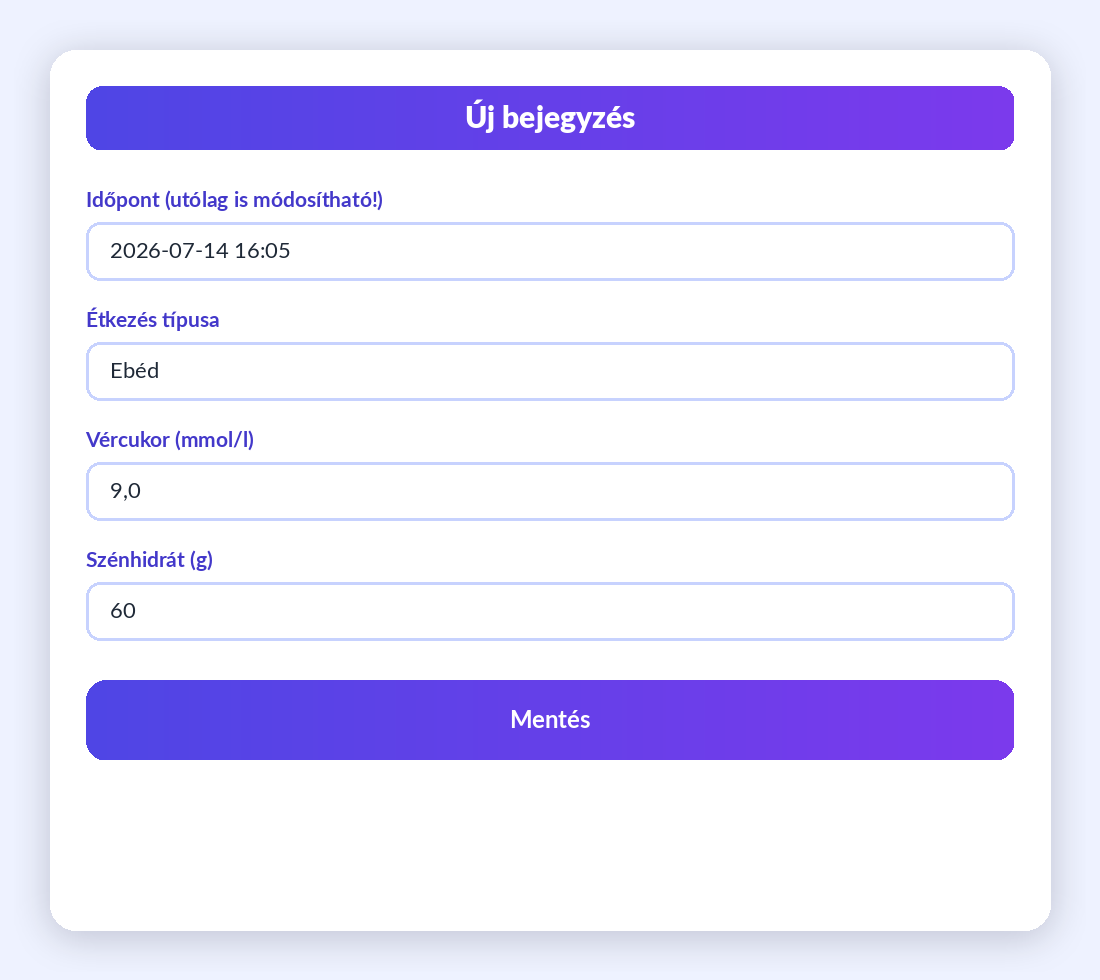 Új bejegyzés
Időpont (utólag is módosítható!)
2026-07-14 16:05
Étkezés típusa
Ebéd
Vércukor (mmol/l)
9,0
Szénhidrát (g)
60
Mentés